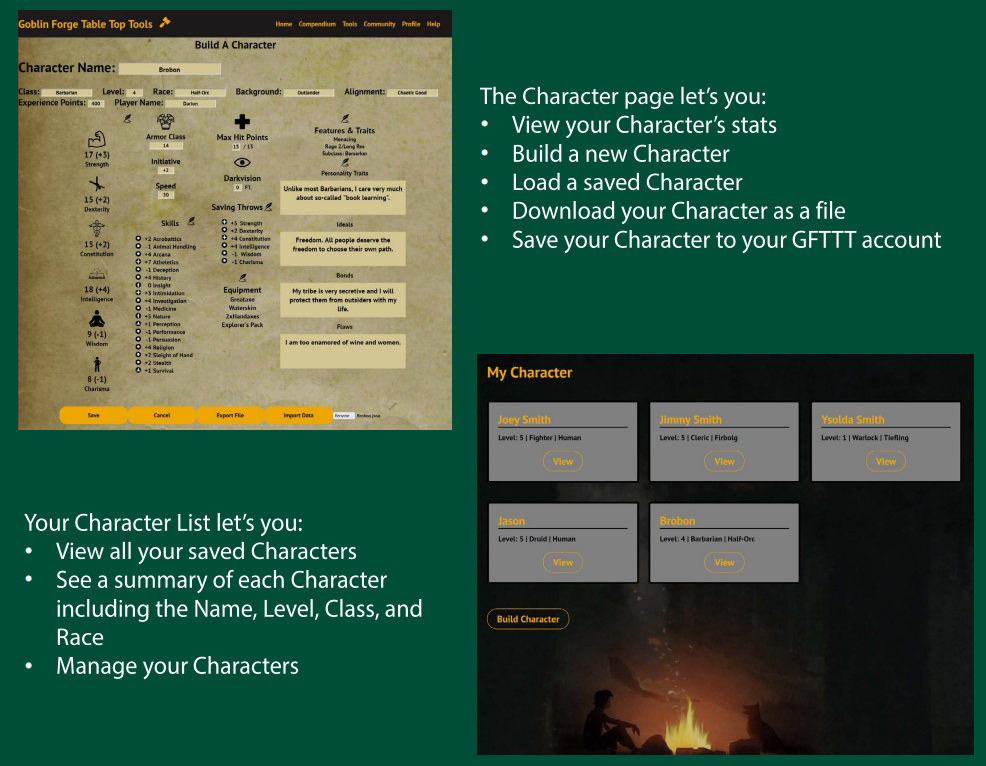 Goblin Forge Table Top Tools
Home Compendium Tools Community Profile Help
Build A Character
Character Name: Brobon
Class: Barbarian Level: 4 Race: Half-Orc Background: Outlander Alignment: Chaotic Good
Experience Points: 400 Player Name: Darion
17 (+3)
Strength
15 (+2)
Dexterity
15 (+2)
Constitution
18 (+4)
Intelligence
9 (-1)
Wisdom
8 (-1)
Charisma
Armor Class
14
Initiative
+2
Speed
30
Skills
+2 Acrobatics
-1 Animal Handling
+4 Arcana
+7 Atheletics
-1 Deception
+4 History
0 Insight
+3 Intimidation
+4 Investigation
-1 Medicine
+5 Nature
+1 Perception
-1 Performance
-1 Persuasion
+4 Religion
+2 Sleight of Hand
+2 Stealth
+1 Survival
Max Hit Points
13 / 13
Darkvision
0 FT.
Saving Throws
+5 Strength
+2 Dexterity
+4 Constitution
+4 Intelligence
-1 Wisdom
-1 Charisma
Equipment
Greataxe
Waterskin
2xHandaxes
Explorer's Pack
Features & Traits
Menacing
Rage 2/Long Res
Subclass: Berserker
Personality Traits
Unlike most Barbarians, I care very much
about so-called "book learning".
Ideals
Freedom. All people deserve the
freedom to choose their own path.
Bonds
My tribe is very secretive and I will
protect them from outsiders with my
life.
Flaws
I am too enamored of wine and women.
Save Cancel Export File Import Data Browse Brobon.json
The Character page let's you:
• View your Character's stats
• Build a new Character
• Load a saved Character
• Download your Character as a file
• Save your Character to your GFTTT account
Your Character List let's you:
• View all your saved Characters
• See a summary of each Character
including the Name, Level, Class, and
Race
• Manage your Characters
My Character
Joey Smith
Level: 5 | Fighter | Human
View
Jimmy Smith
Level: 5 | Cleric | Firbolg
View
Ysolda Smith
Level: 1 | Warlock | Tiefling
View
Jason
Level: 5 | Druid | Human
View
Brobon
Level: 4 | Barbarian | Half-Orc
View
Build Character